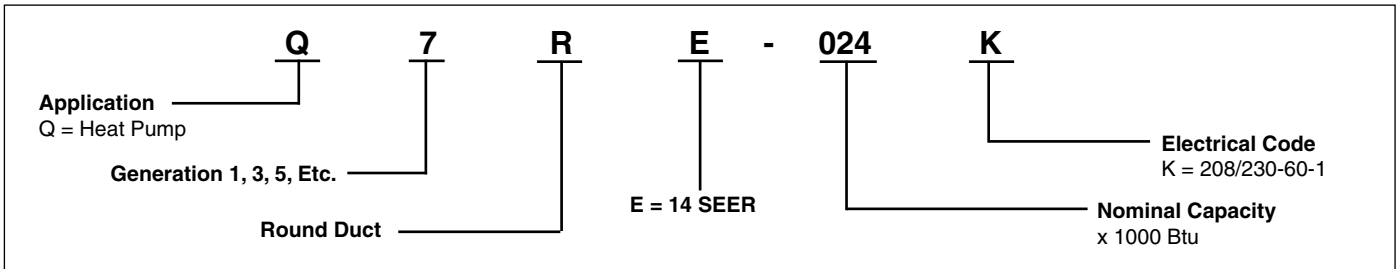 Q 7 R E - 024 K
Application
Q = Heat Pump
Generation 1, 3, 5, Etc.
Round Duct
E = 14 SEER
Electrical Code
K = 208/230-60-1
Nominal Capacity
x 1000 Btu